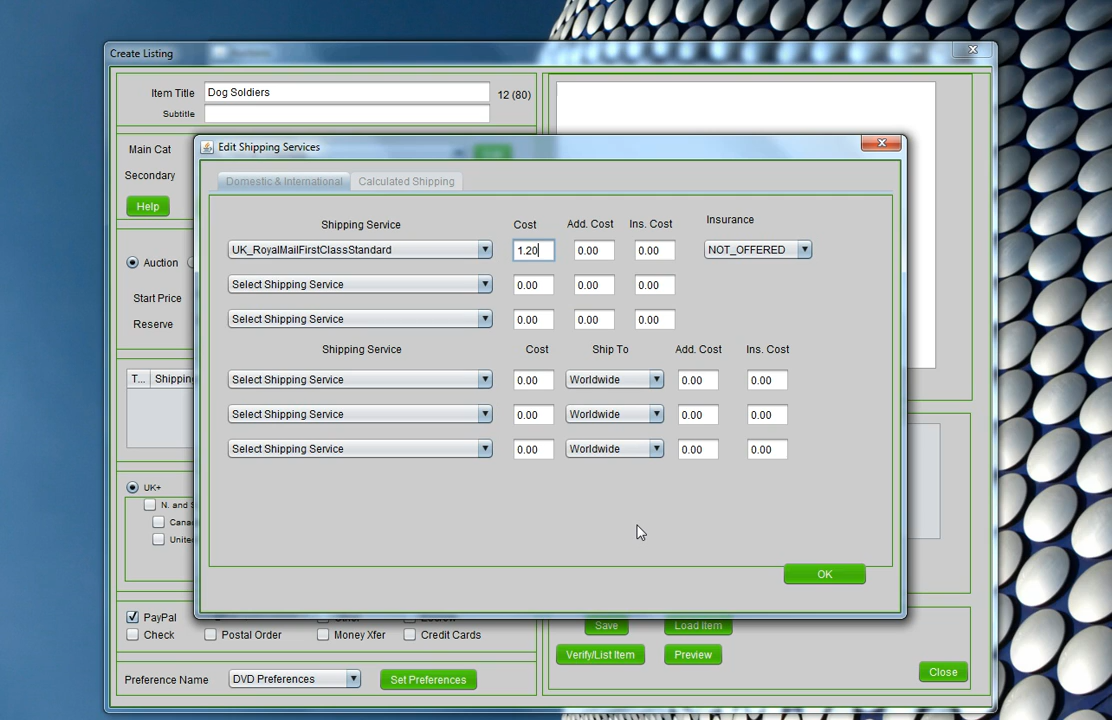 Create Listing
Item Title
Dog Soldiers
12 (80)
Subtitle
Main Cat
Secondary
Help
Auction
Start Price
Reserve
T... Shipping
UK+
N. and S
Cana
Unite
PayPal
Check
Postal Order
Money Xfer
Credit Cards
Preference Name
DVD Preferences
Set Preferences
Edit Shipping Services
Domestic & International
Calculated Shipping
Shipping Service Cost Add. Cost Ins. Cost Insurance
UK_RoyalMailFirstClassStandard 1.20 0.00 0.00 NOT_OFFERED
Select Shipping Service 0.00 0.00 0.00
Select Shipping Service 0.00 0.00 0.00
Shipping Service Cost Ship To Add. Cost Ins. Cost
Select Shipping Service 0.00 Worldwide 0.00 0.00
Select Shipping Service 0.00 Worldwide 0.00 0.00
Select Shipping Service 0.00 Worldwide 0.00 0.00
OK
Save
Load Item
Verify/List Item
Preview
Close